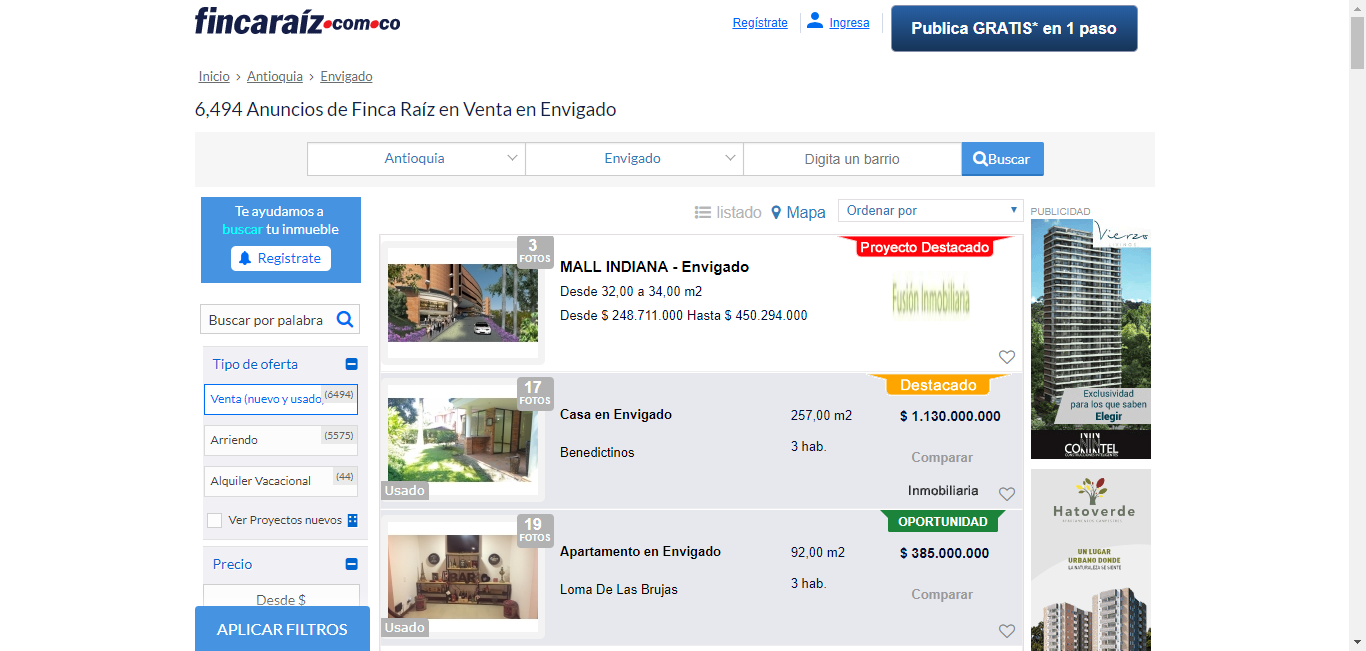 fincaraíz.com.co
Regístrate
Ingresa
Publica GRATIS* en 1 paso
Inicio > Antioquia > Envigado
6,494 Anuncios de Finca Raíz en Venta en Envigado
Antioquia
Envigado
Digita un barrio
Buscar
Te ayudamos a
buscar tu inmueble
Registrate
Buscar por palabra
Tipo de oferta
Venta (nuevo y usado)
(6494)
Arriendo
(5575)
Alquiler Vacacional
(44)
Ver Proyectos nuevos
Precio
Desde $
APLICAR FILTROS
listado
Mapa
Ordenar por
3
FOTOS
MALL INDIANA - Envigado
Desde 32,00 a 34,00 m2
Desde $ 248.711.000 Hasta $ 450.294.000
Proyecto Destacado
Fusión Inmobiliaria
17
FOTOS
Usado
Casa en Envigado
Benedictinos
257,00 m2
3 hab.
Destacado
$ 1.130.000.000
Comparar
Inmobiliaria
19
FOTOS
BAR
Usado
Apartamento en Envigado
Loma De Las Brujas
92,00 m2
3 hab.
OPORTUNIDAD
$ 385.000.000
Comparar
PUBLICIDAD
Vierzo
Exclusividad
para los que saben
Elegir
CONINTEL
CONSTRUCCIONES INTELIGENTES
Hatoverde
UN LUGAR
URBANO DONDE
LA NATURALEZA SE SIENTE